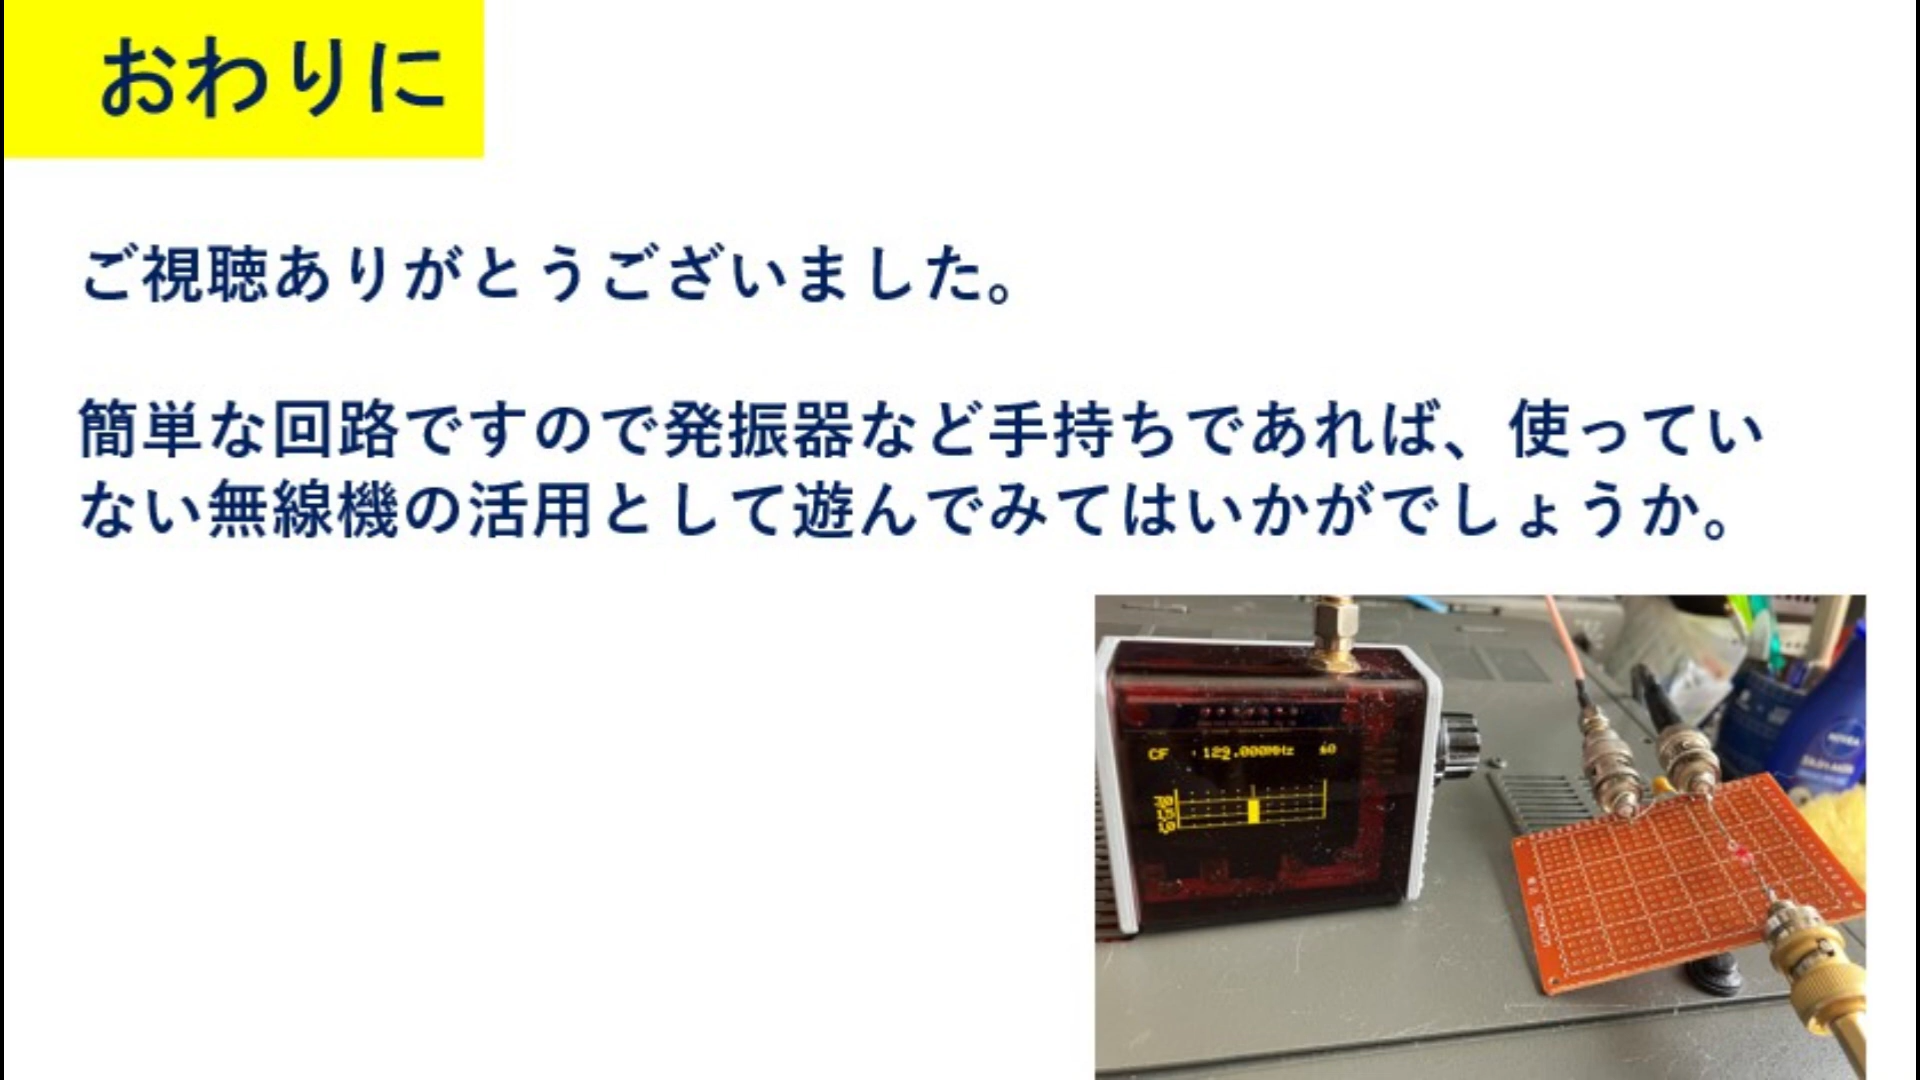 おわりに
ご視聴ありがとうございました。
簡単な回路ですので発振器など手持ちであれば、使ってい
ない無線機の活用として遊んでみてはいかがでしょうか。
CF
129.000MHz
NIVEA